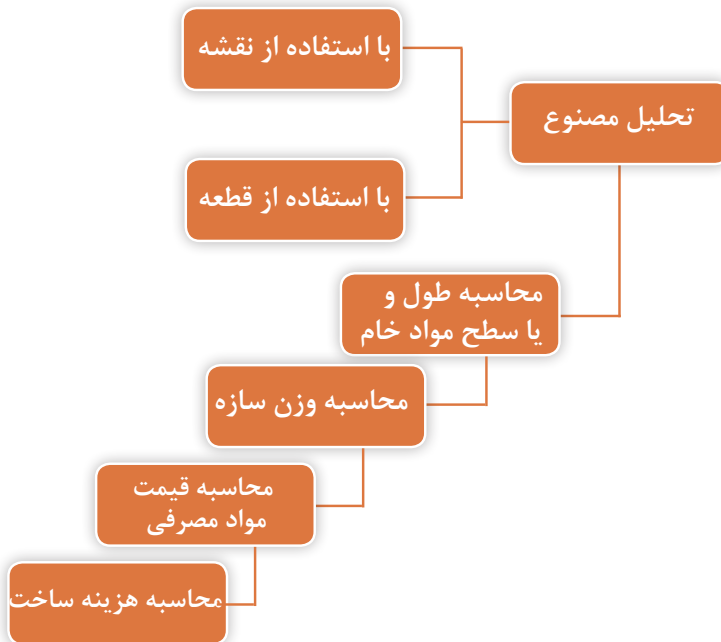 با استفاده از نقشه
تحلیل مصنوع
با استفاده از قطعه
محاسبه طول و
یا سطح مواد خام
محاسبه وزن سازه
محاسبه قیمت
مواد مصرفی
محاسبه هزینه ساخت